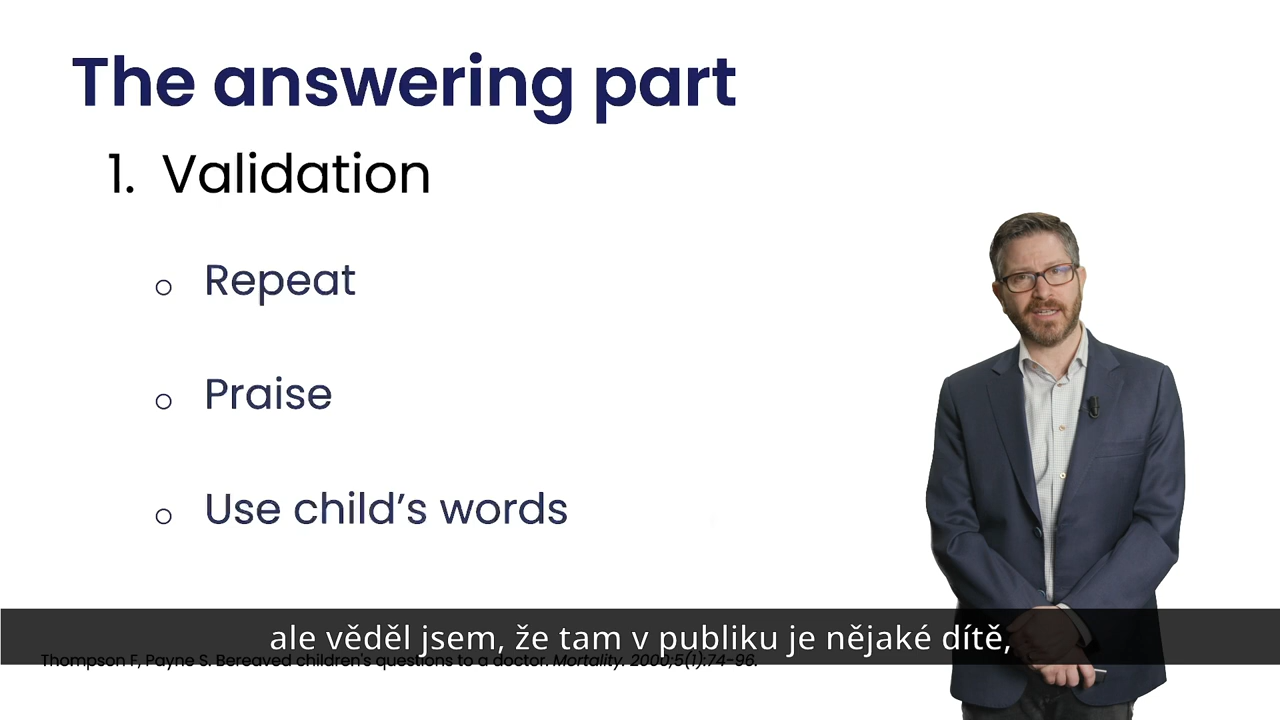 The answering part
1. Validation
o Repeat
o Praise
o Use child’s words
ale věděl jsem, že tam v publiku je nějaké dítě,
Thompson F, Payne S. Bereaved children's questions to a doctor. Mortality. 2000;5(1):74-96.